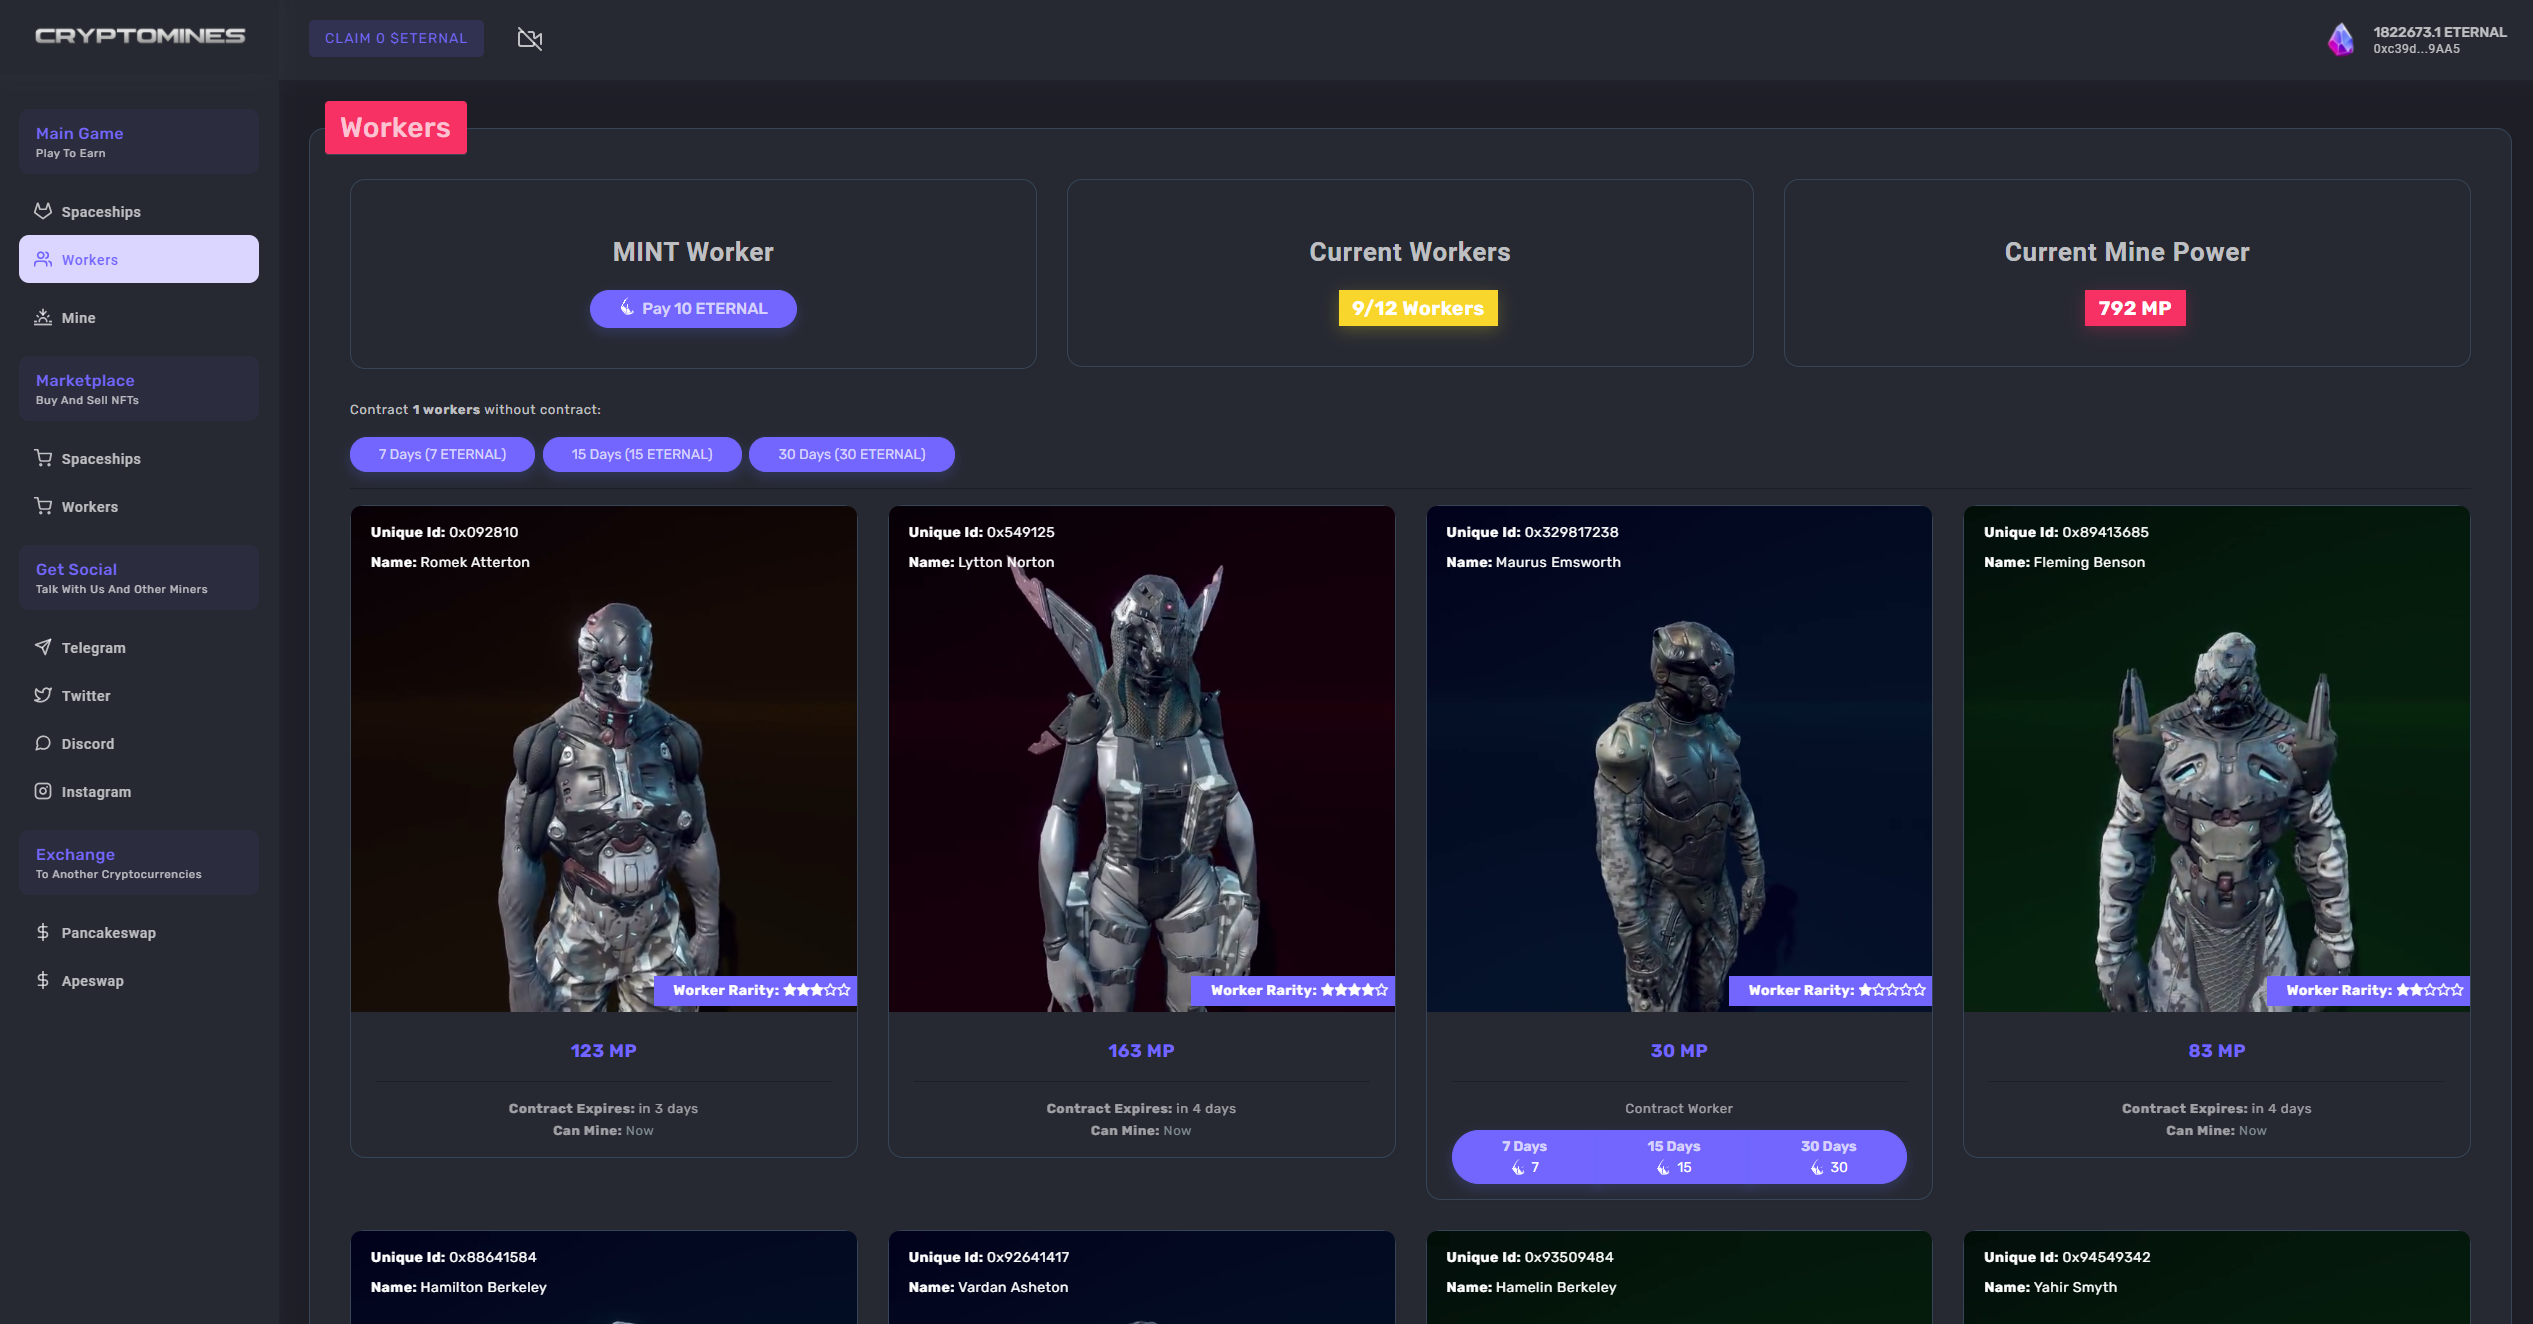 CRYPTOMINES
CLAIM 0 $ETERNAL
1822673.1 ETERNAL
0xc39d...9AA5
Main Game
Play To Earn
Spaceships
Workers
Mine
Marketplace
Buy And Sell NFTs
Spaceships
Workers
Get Social
Talk With Us And Other Miners
Telegram
Twitter
Discord
Instagram
Exchange
To Another Cryptocurrencies
Pancakeswap
Apeswap
Workers
MINT Worker
Pay 10 ETERNAL
Current Workers
9/12 Workers
Current Mine Power
792 MP
Contract 1 workers without contract:
7 Days (7 ETERNAL)
15 Days (15 ETERNAL)
30 Days (30 ETERNAL)
Unique Id: 0x092810
Name: Romek Atterton
Worker Rarity: ★★★☆☆
123 MP
Contract Expires: in 3 days
Can Mine: Now
Unique Id: 0x549125
Name: Lytton Norton
Worker Rarity: ★★★★☆
163 MP
Contract Expires: in 4 days
Can Mine: Now
Unique Id: 0x329817238
Name: Maurus Emsworth
Worker Rarity: ★☆☆☆☆
30 MP
Contract Worker
7 Days
7
15 Days
15
30 Days
30
Unique Id: 0x89413685
Name: Fleming Benson
Worker Rarity: ★★☆☆☆
83 MP
Contract Expires: in 4 days
Can Mine: Now
Unique Id: 0x88641584
Name: Hamilton Berkeley
Unique Id: 0x92641417
Name: Vardan Asheton
Unique Id: 0x93509484
Name: Hamelin Berkeley
Unique Id: 0x94549342
Name: Yahir Smyth